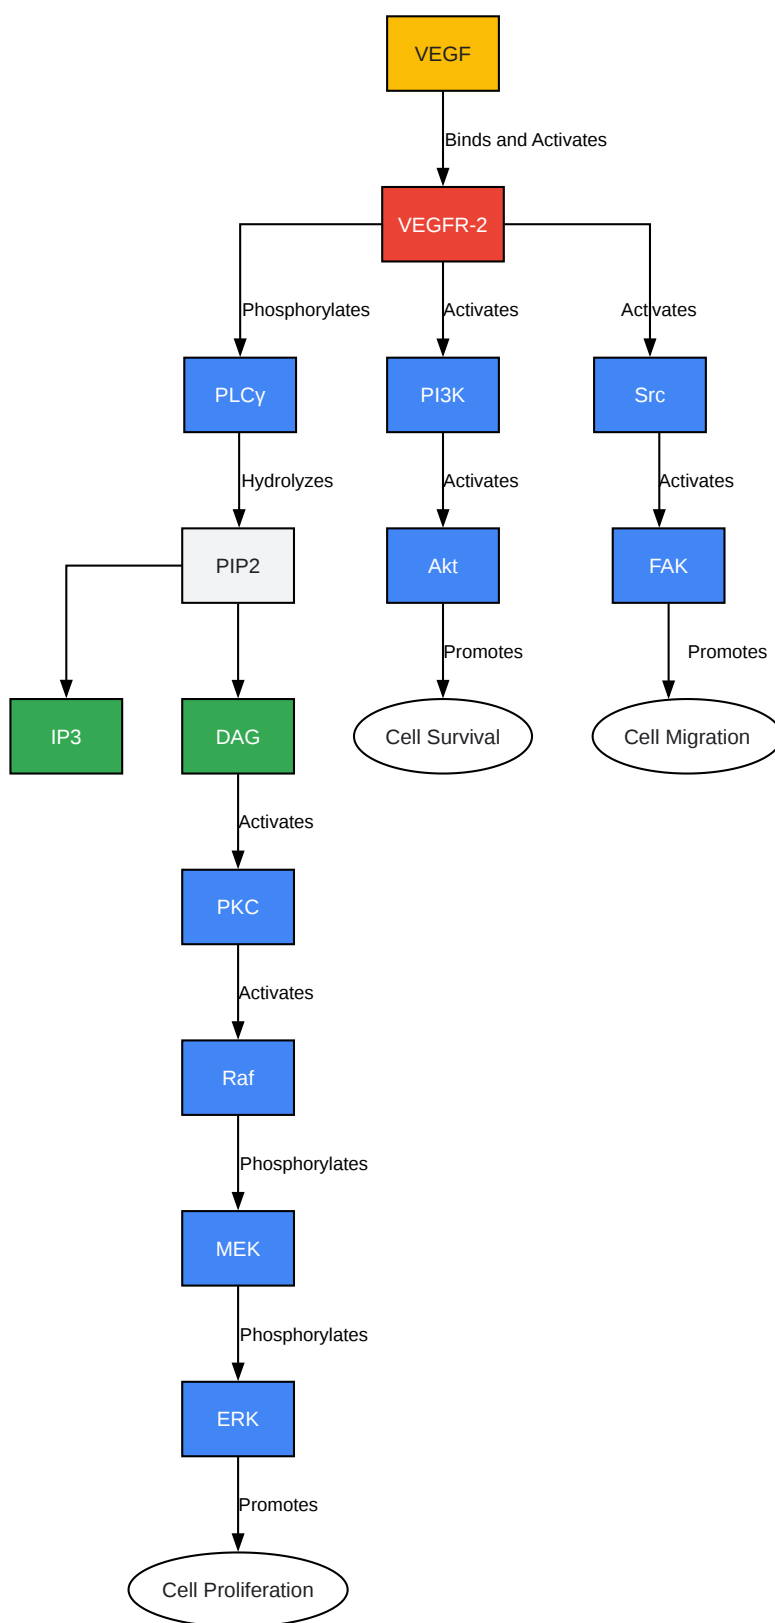 VEGF
Binds and Activates
VEGFR-2
Phosphorylates
Activates
Activates
PLCγ
PI3K
Src
Hydrolyzes
Activates
Activates
PIP2
Akt
FAK
Promotes
Promotes
IP3
DAG
Cell Survival
Cell Migration
Activates
PKC
Activates
Raf
Phosphorylates
MEK
Phosphorylates
ERK
Promotes
Cell Proliferation